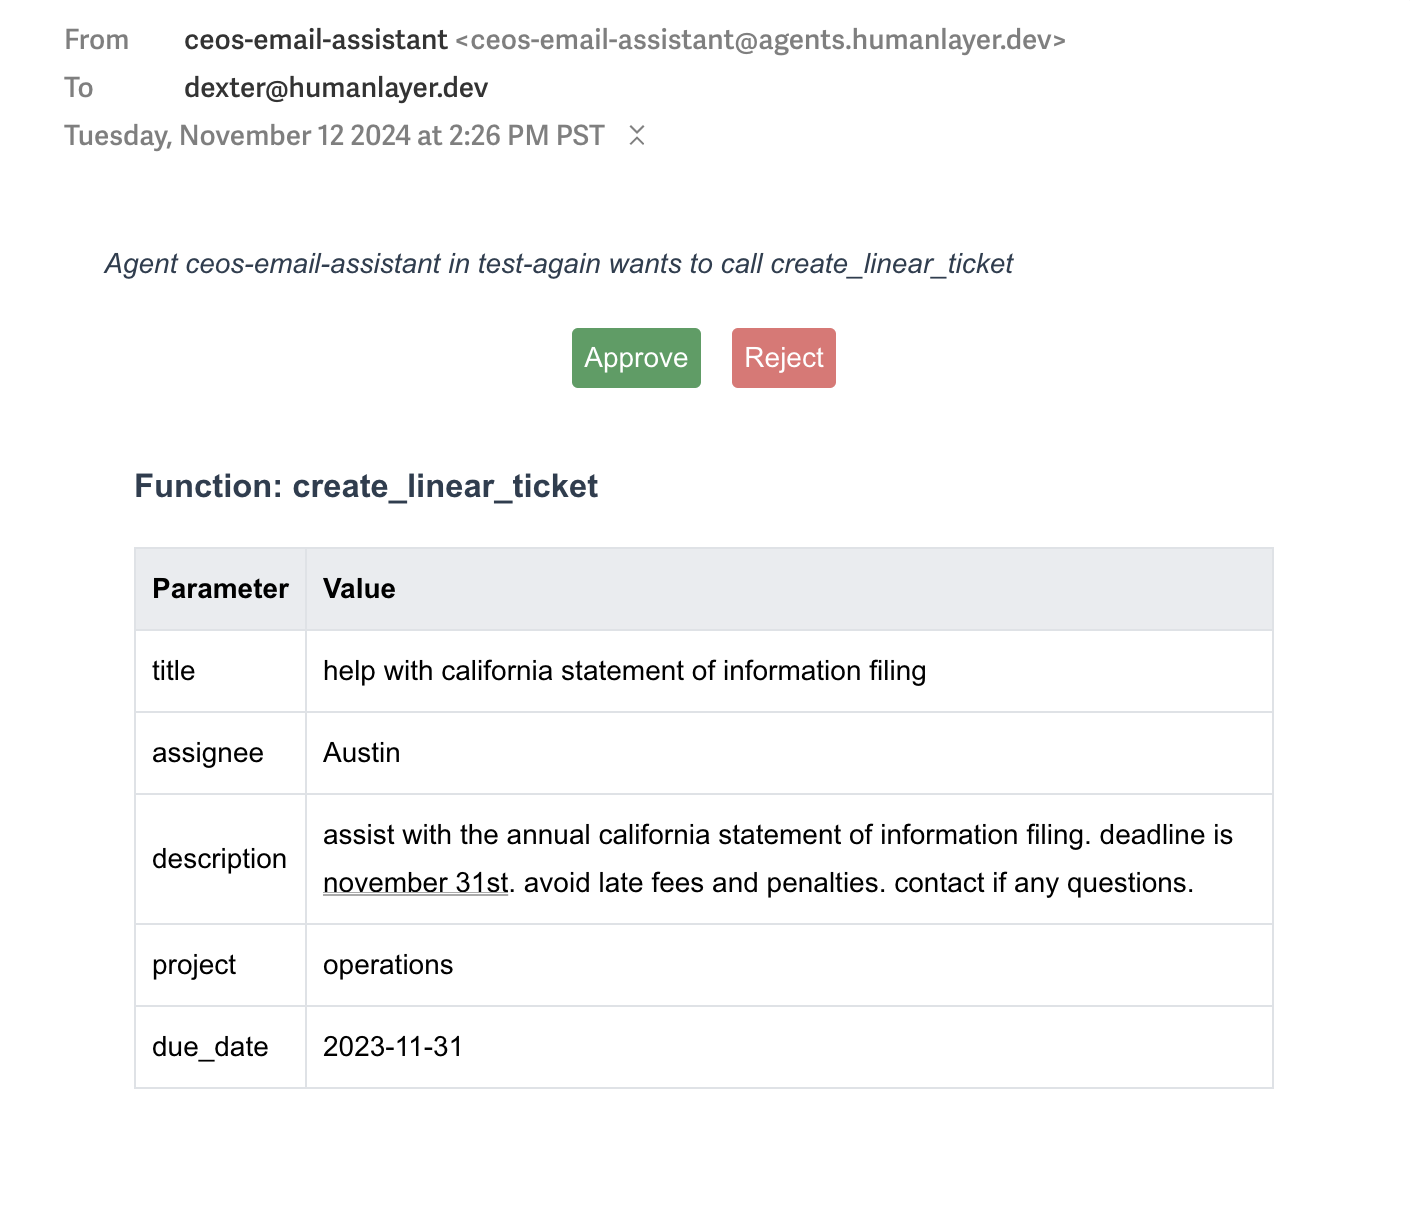 From ceos-email-assistant <ceos-email-assistant@agents.humanlayer.dev>
To dexter@humanlayer.dev
Tuesday, November 12 2024 at 2:26 PM PST
Agent ceos-email-assistant in test-again wants to call create_linear_ticket
Approve Reject
Function: create_linear_ticket
Parameter Value
title help with california statement of information filing
assignee Austin
description assist with the annual california statement of information filing. deadline is
november 31st. avoid late fees and penalties. contact if any questions.
project operations
due_date 2023-11-31